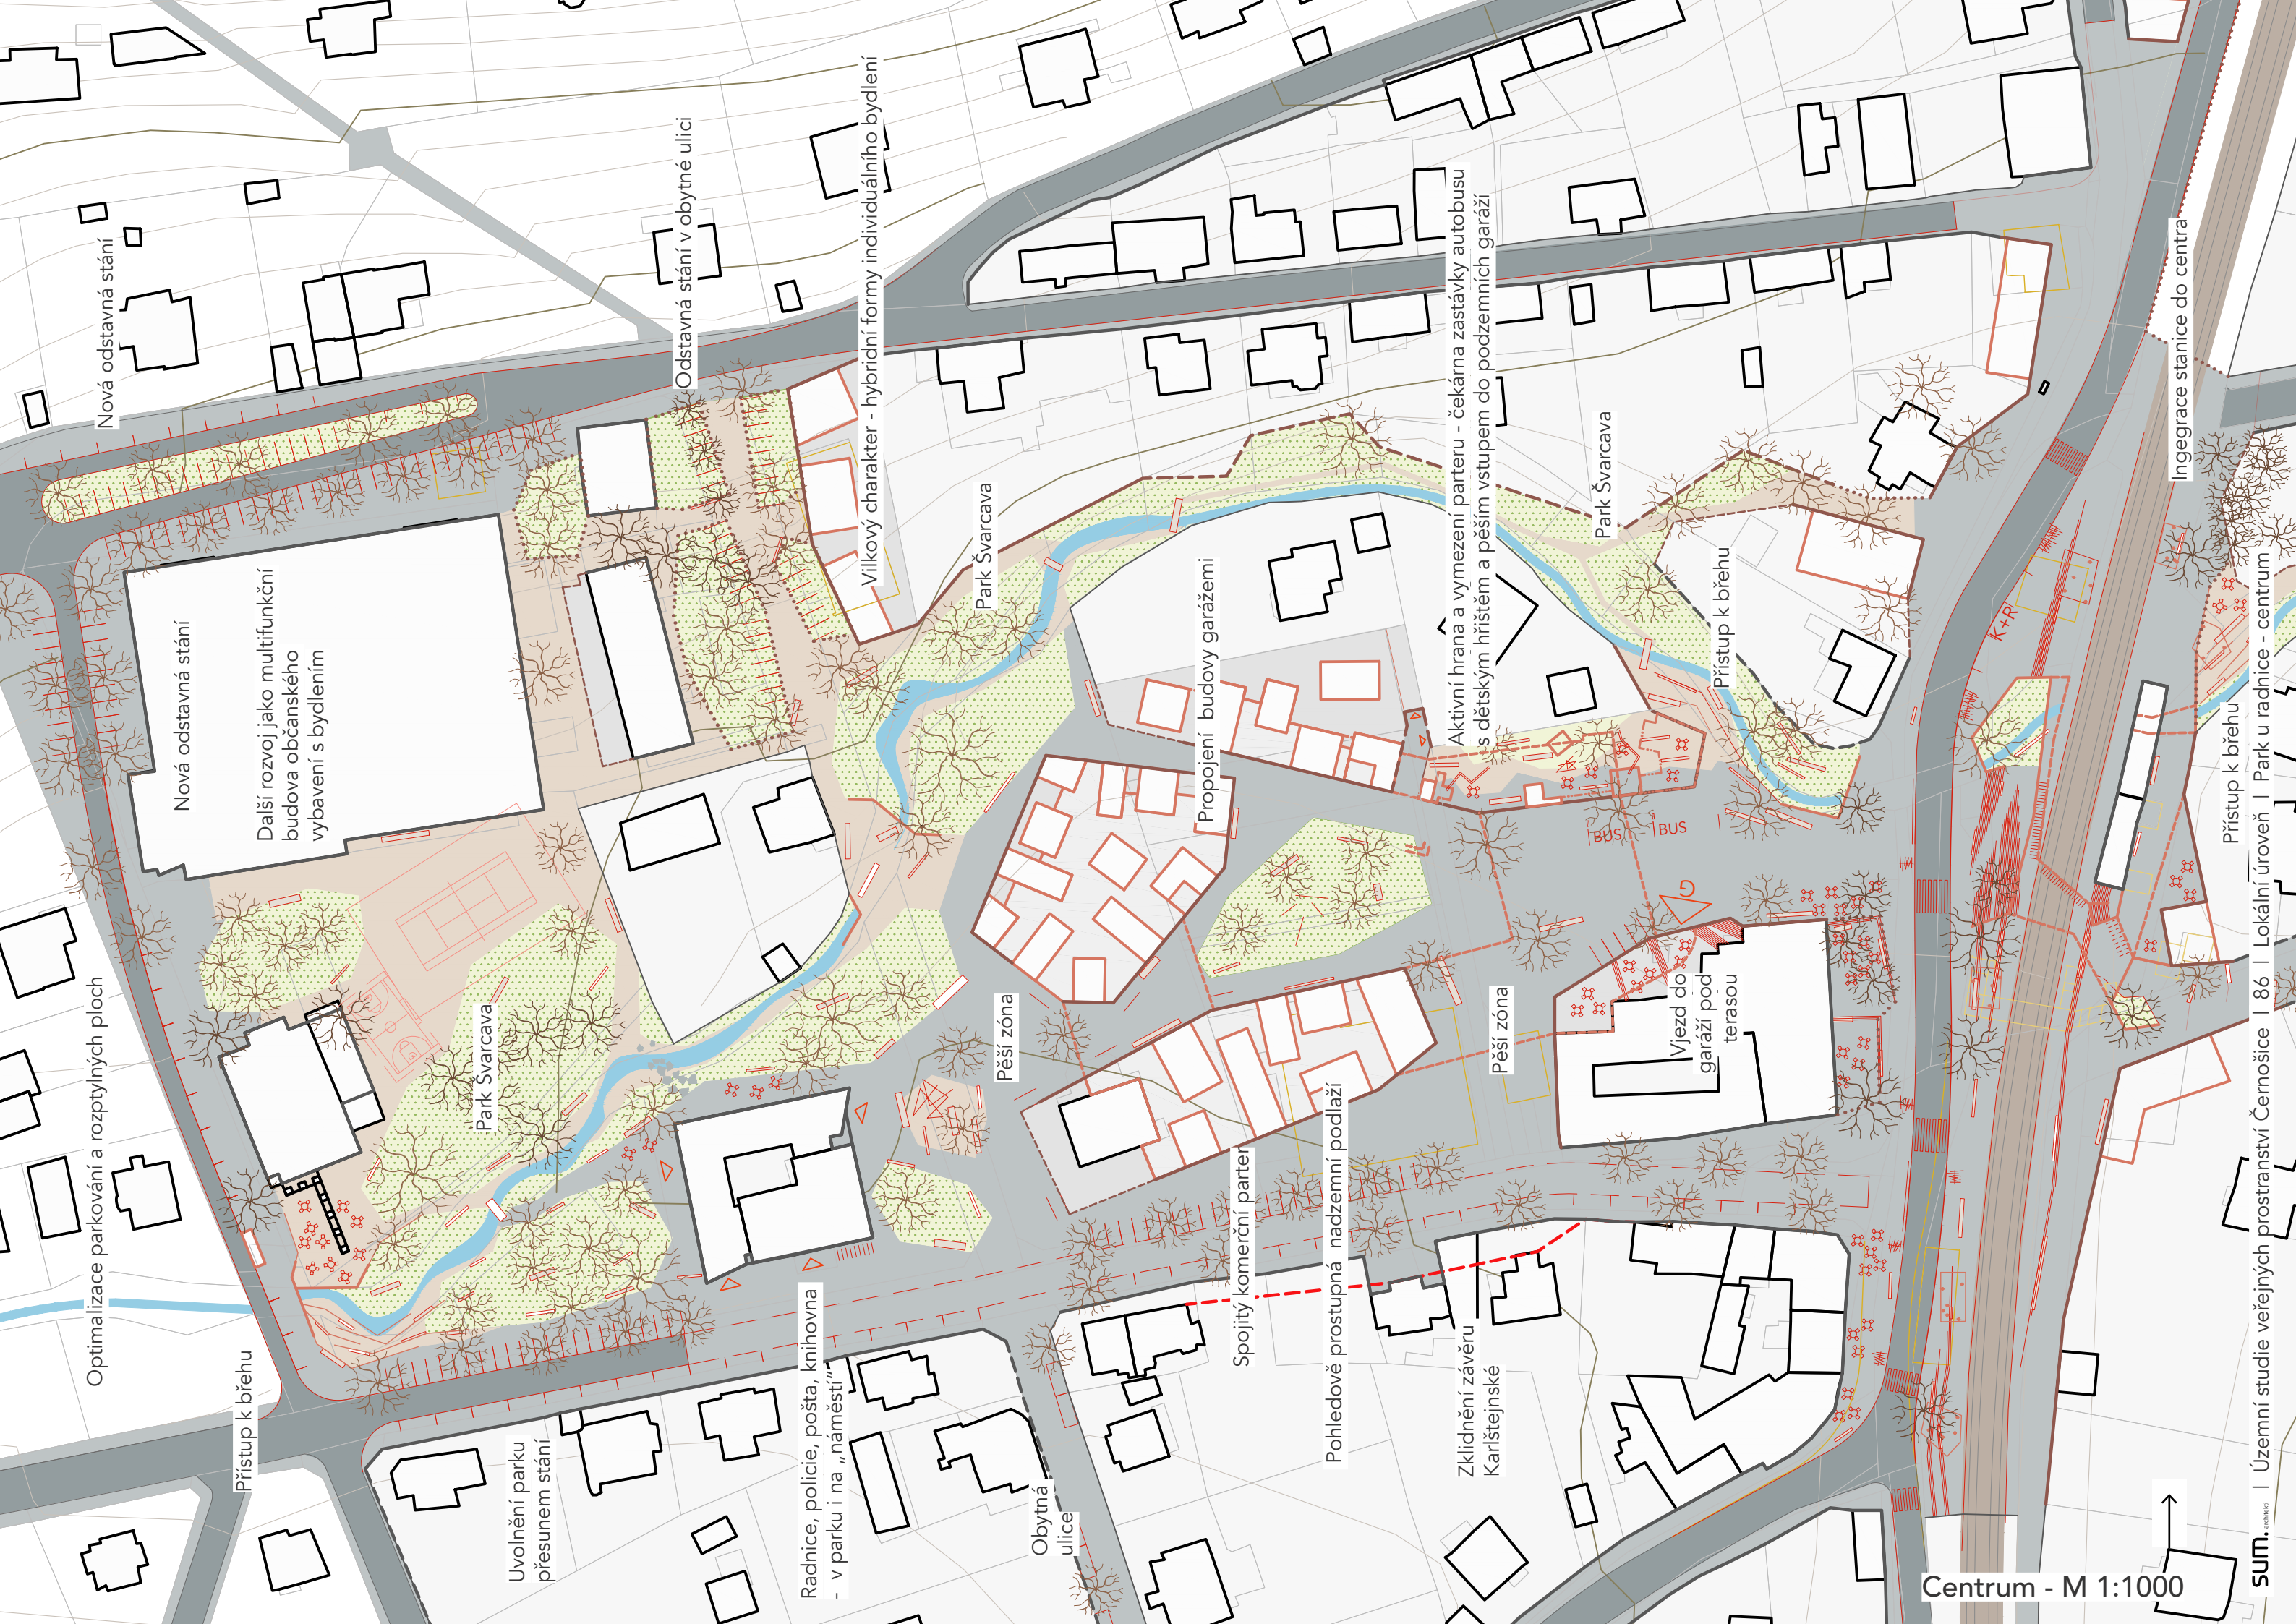 Nová odstavná stání
Optimalizace parkování a rozptylných ploch
Nová odstavná stání
Přístup k břehu
Další rozvoj jako multifunkční
budova občanského
vybavení s bydlením
Park Švarcava
Uvolnění parku
přesunem stání
Odstavná stání v obytné ulici
Radnice, policie, pošta, knihovna
- v parku i na „náměstí“
Vilkový charakter - hybridní formy individuálního bydlení
Park Švarcava
Pěší zóna
Obytná
ulice
Propojení budovy garážemi
Spojitý komerční parter
Pohledově prostupná nadzemní podlaží
Aktivní hrana a vymezení parteru - čekárna zastávky autobusu
s dětským hřištěm a pěším vstupem do podzemních garáží
Zklidnění závěru
Karlštejnské
Pěší zóna
Park Švarcava
BUS
BUS
G
Vjezd do
garáží pod
terasou
Přístup k břehu
K+R
Ingegrace stanice do centra
Přístup k břehu
Centrum - M 1:1000
sum. architekti | Územní studie veřejných prostranství Černošice | 86 | Lokální úroveň | Park u radnice - centrum